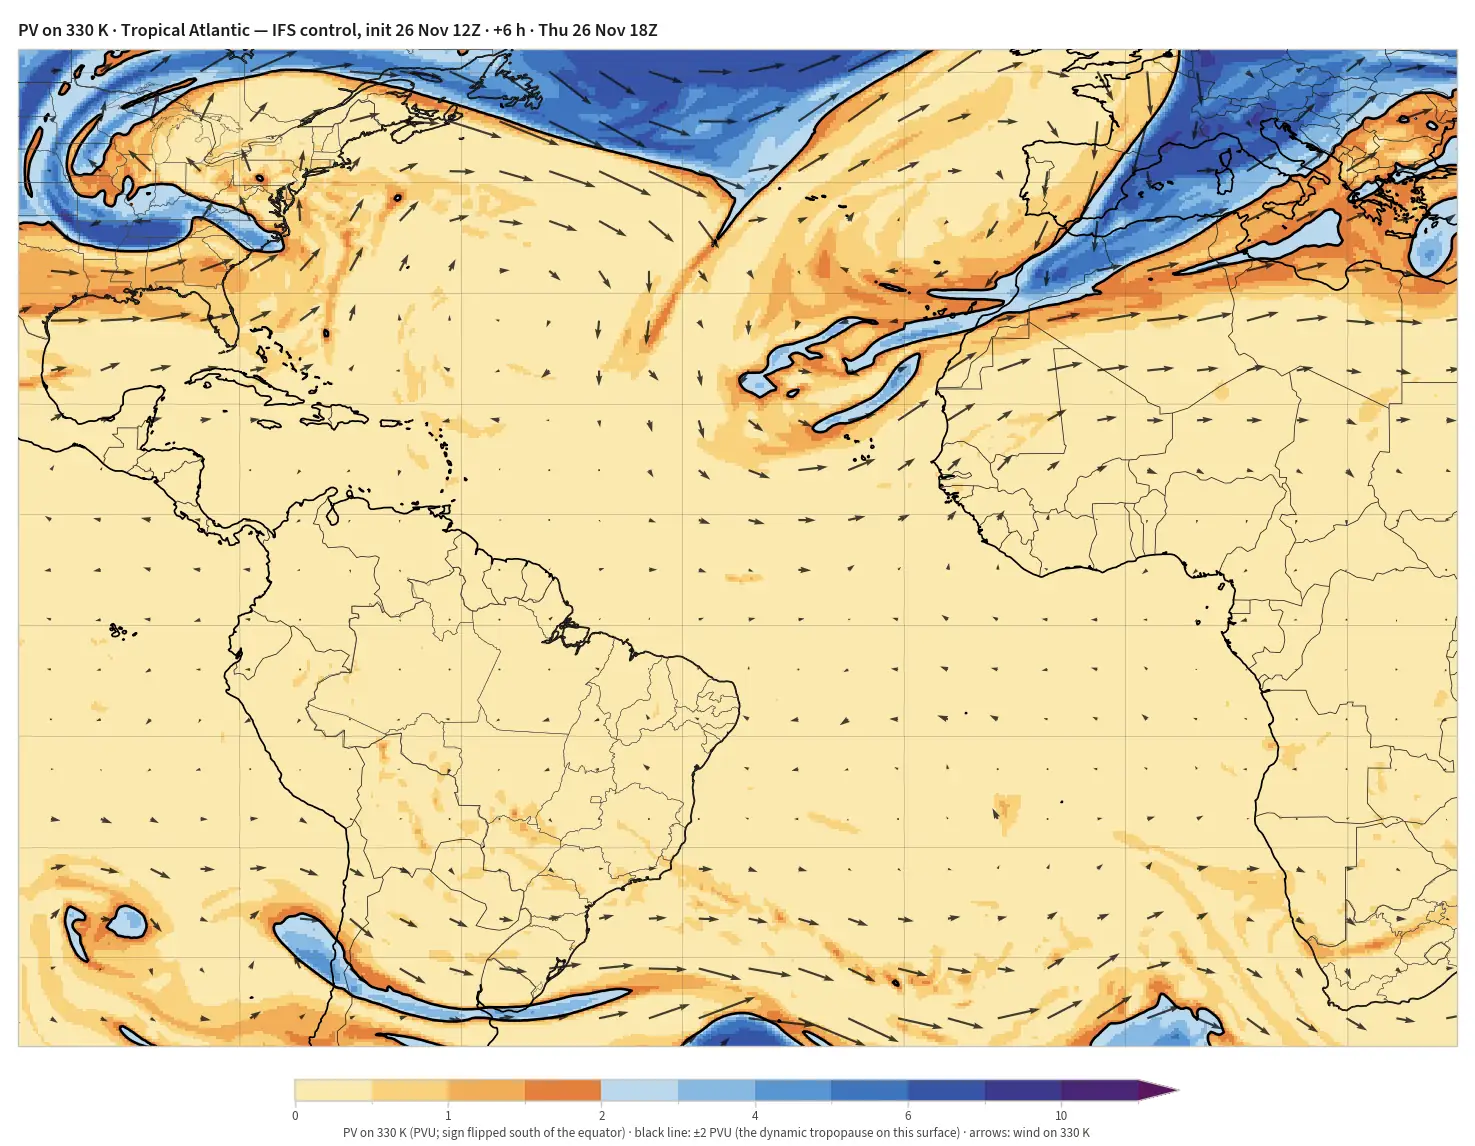 PV on 330 K · Tropical Atlantic — IFS control, init 26 Nov 12Z · +6 h · Thu 26 Nov 18Z
0 1 2 4 6 10
PV on 330 K (PVU; sign flipped south of the equator) · black line: ±2 PVU (the dynamic tropopause on this surface) · arrows: wind on 330 K